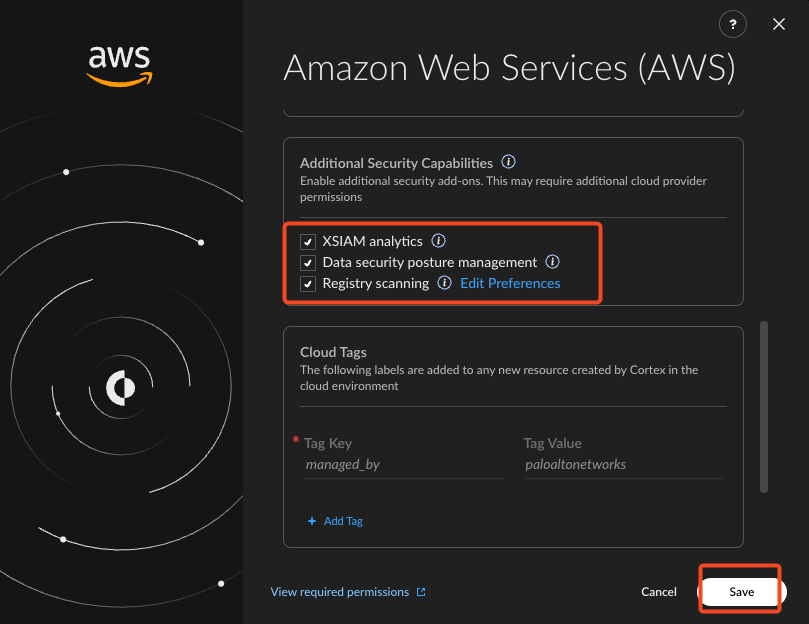 aws
?
Amazon Web Services (AWS)
Additional Security Capabilities
Enable additional security add-ons. This may require additional cloud provider
permissions
XSIAM analytics
Data security posture management
Registry scanning Edit Preferences
Cloud Tags
The following labels are added to any new resource created by Cortex in the
cloud environment
* Tag Key Tag Value
managed_by paloaltonetworks
+ Add Tag
View required permissions Cancel Save